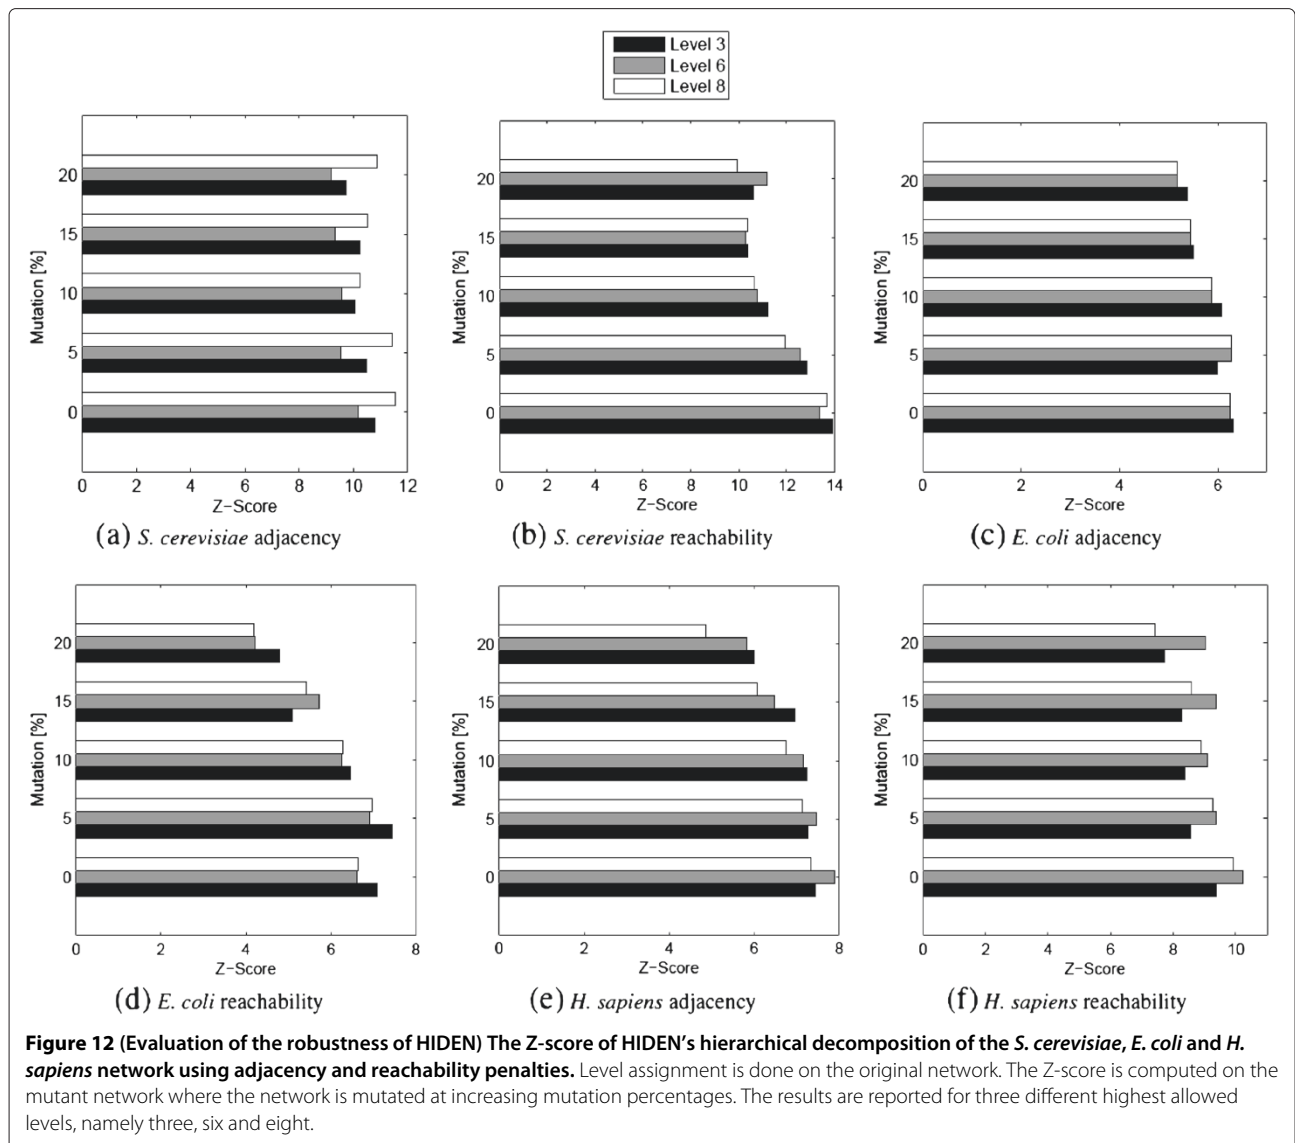 Level 3
Level 6
Level 8
Mutation [%]
20
15
10
5
0
0 2 4 6 8 10 12
Z-Score
(a) S. cerevisiae adjacency
Mutation [%]
20
15
10
5
0
0 2 4 6 8 10 12 14
Z-Score
(b) S. cerevisiae reachability
Mutation [%]
20
15
10
5
0
0 2 4 6
Z-Score
(c) E. coli adjacency
Mutation [%]
20
15
10
5
0
0 2 4 6 8
Z-Score
(d) E. coli reachability
Mutation [%]
20
15
10
5
0
0 2 4 6 8
Z-Score
(e) H. sapiens adjacency
Mutation [%]
20
15
10
5
0
0 2 4 6 8 10
Z-Score
(f) H. sapiens reachability
Figure 12 (Evaluation of the robustness of HIDEN) The Z-score of HIDEN's hierarchical decomposition of the S. cerevisiae, E. coli and H.
sapiens network using adjacency and reachability penalties. Level assignment is done on the original network. The Z-score is computed on the
mutant network where the network is mutated at increasing mutation percentages. The results are reported for three different highest allowed
levels, namely three, six and eight.